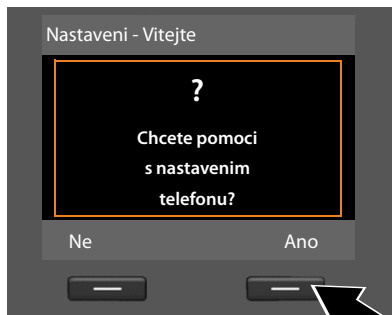 Nastaveni - Vitejte
?
Chcete pomoci
s nastavenim
telefonu?
Ne Ano